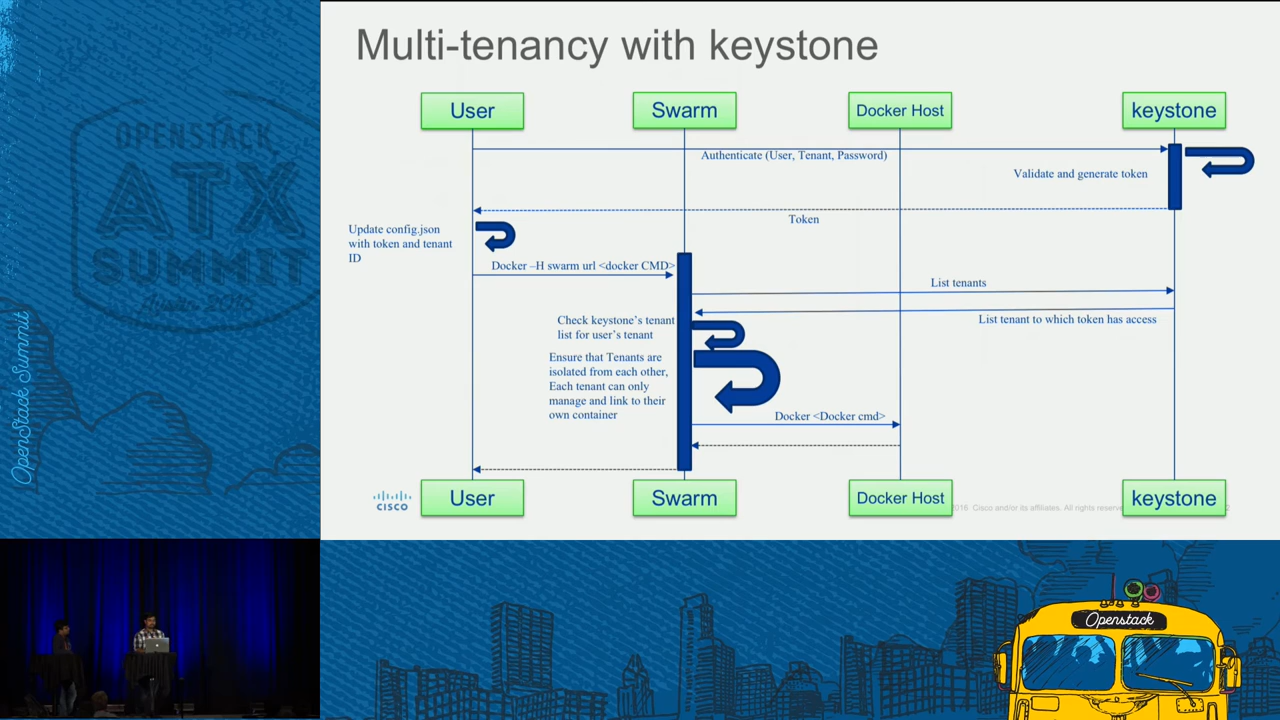 Multi-tenancy with keystone
User
Swarm
Docker Host
keystone
Authenticate (User, Tenant, Password)
Validate and generate token
Token
Update config.json
with token and tenant
ID
Docker –H swarm url <docker CMD>
List tenants
List tenant to which token has access
Check keystone's tenant
list for user's tenant
Ensure that Tenants are
isolated from each other,
Each tenant can only
manage and link to their
own container
Docker <Docker cmd>
User
Swarm
Docker Host
keystone
CISCO
2016 Cisco and/or its affiliates. All rights
OPENSTACK
ATX
SUMMIT
OpenStack Summit
Openstack